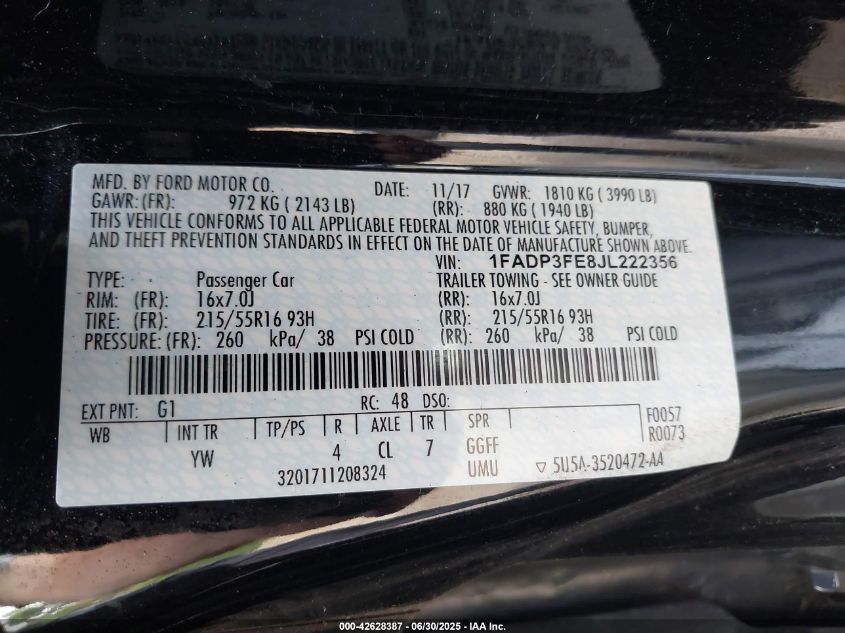 MFD. BY FORD MOTOR CO. DATE: 11/17 GVWR: 1810 KG ( 3990 LB)
GAWR:(FR): 972 KG ( 2143 LB) (RR): 880 KG ( 1940 LB)
THIS VEHICLE CONFORMS TO ALL APPLICABLE FEDERAL MOTOR VEHICLE SAFETY, BUMPER,
AND THEFT PREVENTION STANDARDS IN EFFECT ON THE DATE OF MANUFACTURE SHOWN ABOVE.
VIN: 1FADP3FE8JL222356
TYPE: Passenger Car TRAILER TOWING - SEE OWNER GUIDE
RIM: (FR): 16x7.0J (RR): 16x7.0J
TIRE: (FR): 215/55R16 93H (RR): 215/55R16 93H
PRESSURE: (FR): 260 kPa/ 38 PSI COLD (RR): 260 kPa/ 38 PSI COLD
EXT PNT: G1 RC: 48 DSO: F0057
WB INT TR TP/PS R AXLE TR SPR R0073
YW 4 CL 7 GGFF
3201711208324 UMU ▽ 5U5A-3520472-AA
000-42628387 - 06/30/2025 - IAA Inc.